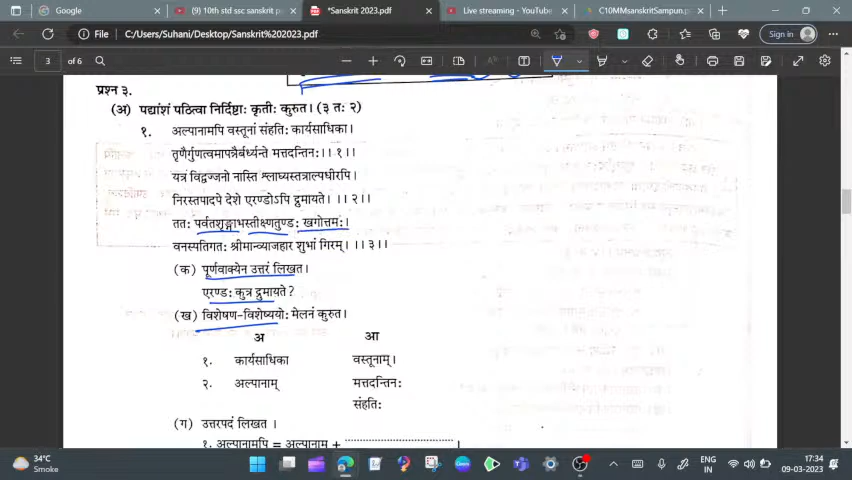 Google
(9) 10th std ssc sanskrit p
*Sanskrit 2023.pdf
Live streaming - YouTube
C10MMsanskritSampun.p
File
C:/Users/Suhani/Desktop/Sanskrit%202023.pdf
Sign in
3 of 6
प्रश्न ३.
(अ) पद्यांशं पठित्वा निर्दिष्टाः कृतीः कुरुत। (३ तः २)
१. अल्पानामपि वस्तूनां संहतिः कार्यसाधिका।
तृणैर्गुणत्वमापन्नैर्बध्यन्ते मत्तदन्तिनः।। १।।
यत्रं विद्वज्जनो नास्ति श्लाध्यस्तत्राल्पधीरपि।
निरस्तपादपे देशे एरण्डोऽपि द्रुमायते। ।। २।।
ततः पर्वतशृङ्गाभस्तीक्ष्णतुण्डः खगोत्तमः।
वनस्पतिगतः श्रीमान्व्याजहार शुभां गिरम्। ।। ३।।
(क) पूर्णवाक्येन उत्तरं लिखत।
एरण्डः कुत्र द्रुमायते?
(ख) विशेषण-विशेष्ययोः मेलनं कुरुत।
अ आ
१. कार्यसाधिका वस्तूनाम्।
२. अल्पानाम् मत्तदन्तिनः
संहतिः
(ग) उत्तरपदं लिखत ।
१. अल्पानामपि = अल्पानाम + .............................. ।
34°C
Smoke
ENG
IN
17:34
09-03-2023